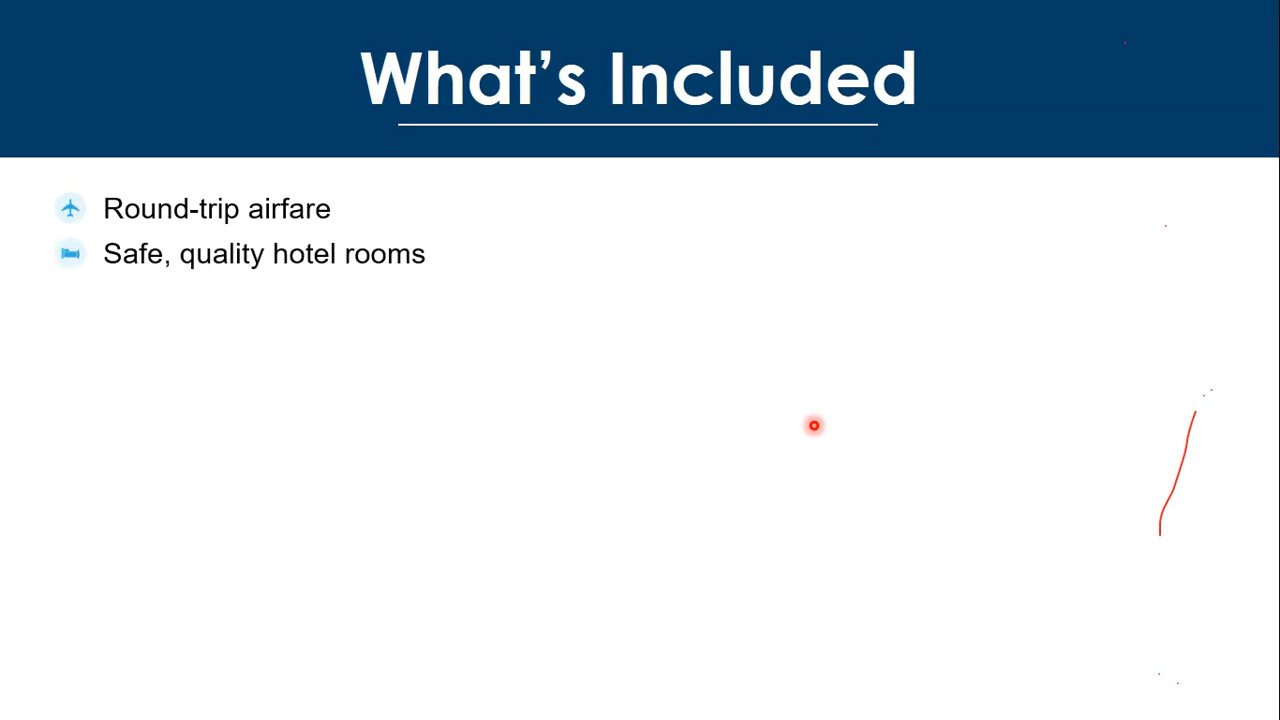 What’s Included
Round-trip airfare
Safe, quality hotel rooms